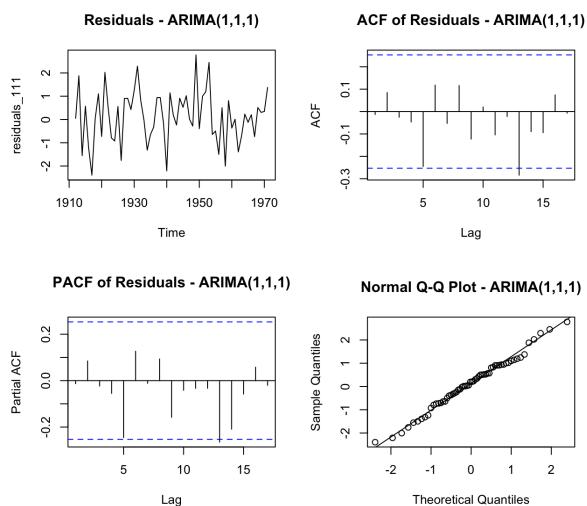 Residuals - ARIMA(1,1,1)
residuals_111
2
1
0
-1
-2
1910
1930
1950
1970
Time
ACF of Residuals - ARIMA(1,1,1)
ACF
0.1
-0.1
-0.3
5
10
15
Lag
PACF of Residuals - ARIMA(1,1,1)
Partial ACF
0.2
0.0
-0.2
5
10
15
Lag
Normal Q-Q Plot - ARIMA(1,1,1)
Sample Quantiles
2
1
0
-1
-2
-2
-1
0
1
2
Theoretical Quantiles